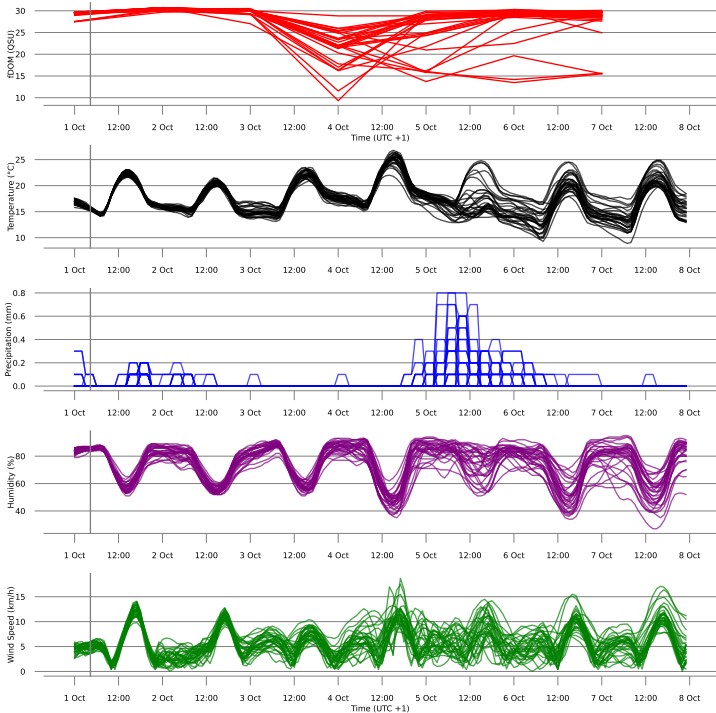 30
25
20
15
10
fDOM (QSU)
1 Oct 12:00 2 Oct 12:00 3 Oct 12:00 4 Oct 12:00 5 Oct 12:00 6 Oct 12:00 7 Oct 12:00 8 Oct
Time (UTC +1)
25
20
15
10
Temperature (°C)
1 Oct 12:00 2 Oct 12:00 3 Oct 12:00 4 Oct 12:00 5 Oct 12:00 6 Oct 12:00 7 Oct 12:00 8 Oct
0.8
0.6
0.4
0.2
0.0
Precipitation (mm)
1 Oct 12:00 2 Oct 12:00 3 Oct 12:00 4 Oct 12:00 5 Oct 12:00 6 Oct 12:00 7 Oct 12:00 8 Oct
80
60
40
Humidity (%)
1 Oct 12:00 2 Oct 12:00 3 Oct 12:00 4 Oct 12:00 5 Oct 12:00 6 Oct 12:00 7 Oct 12:00 8 Oct
15
10
5
0
Wind Speed (km/h)
1 Oct 12:00 2 Oct 12:00 3 Oct 12:00 4 Oct 12:00 5 Oct 12:00 6 Oct 12:00 7 Oct 12:00 8 Oct
Time (UTC +1)